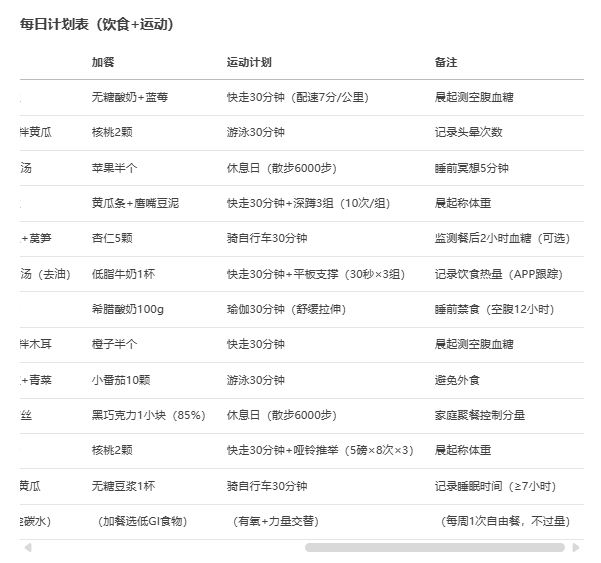 每日计划表（饮食+运动）
加餐 运动计划 备注
无糖酸奶+蓝莓 快走30分钟（配速7分/公里） 晨起测空腹血糖
拌黄瓜 核桃2颗 游泳30分钟 记录头晕次数
汤 苹果半个 休息日（散步6000步） 睡前冥想5分钟
黄瓜条+鹰嘴豆泥 快走30分钟+深蹲3组（10次/组） 晨起称体重
+莴笋 杏仁5颗 骑自行车30分钟 监测餐后2小时血糖（可选）
汤（去油） 低脂牛奶1杯 快走30分钟+平板支撑（30秒×3组） 记录饮食热量（APP跟踪）
希腊酸奶100g 瑜伽30分钟（舒缓拉伸） 睡前禁食（空腹12小时）
拌木耳 橙子半个 快走30分钟 晨起测空腹血糖
+青菜 小番茄10颗 游泳30分钟 避免外食
丝 黑巧克力1小块（85%） 休息日（散步6000步） 家庭聚餐控制分量
核桃2颗 快走30分钟+哑铃推举（5磅×8次×3） 晨起称体重
黄瓜 无糖豆浆1杯 骑自行车30分钟 记录睡眠时间（≥7小时）
碳水） （加餐选低GI食物） （有氧+力量交替） （每周1次自由餐，不过量）